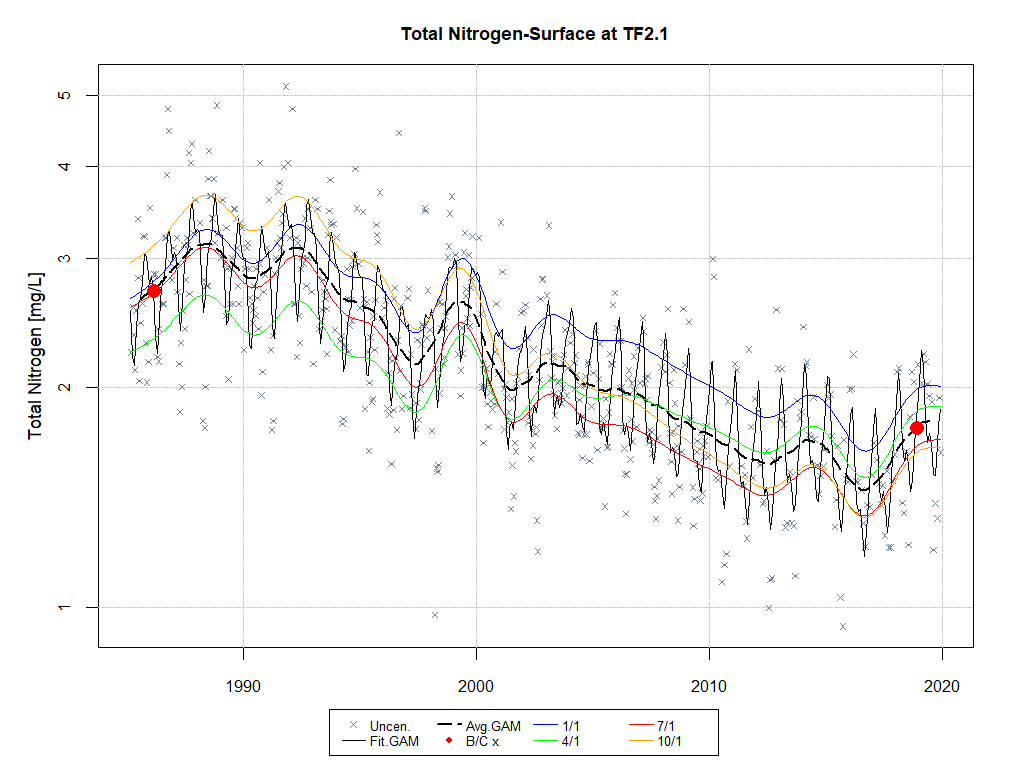 Total Nitrogen-Surface at TF2.1
Total Nitrogen [mg/L]
5
4
3
2
1
1990 2000 2010 2020
Uncen. Avg.GAM 1/1 7/1
Fit.GAM B/C x 4/1 10/1